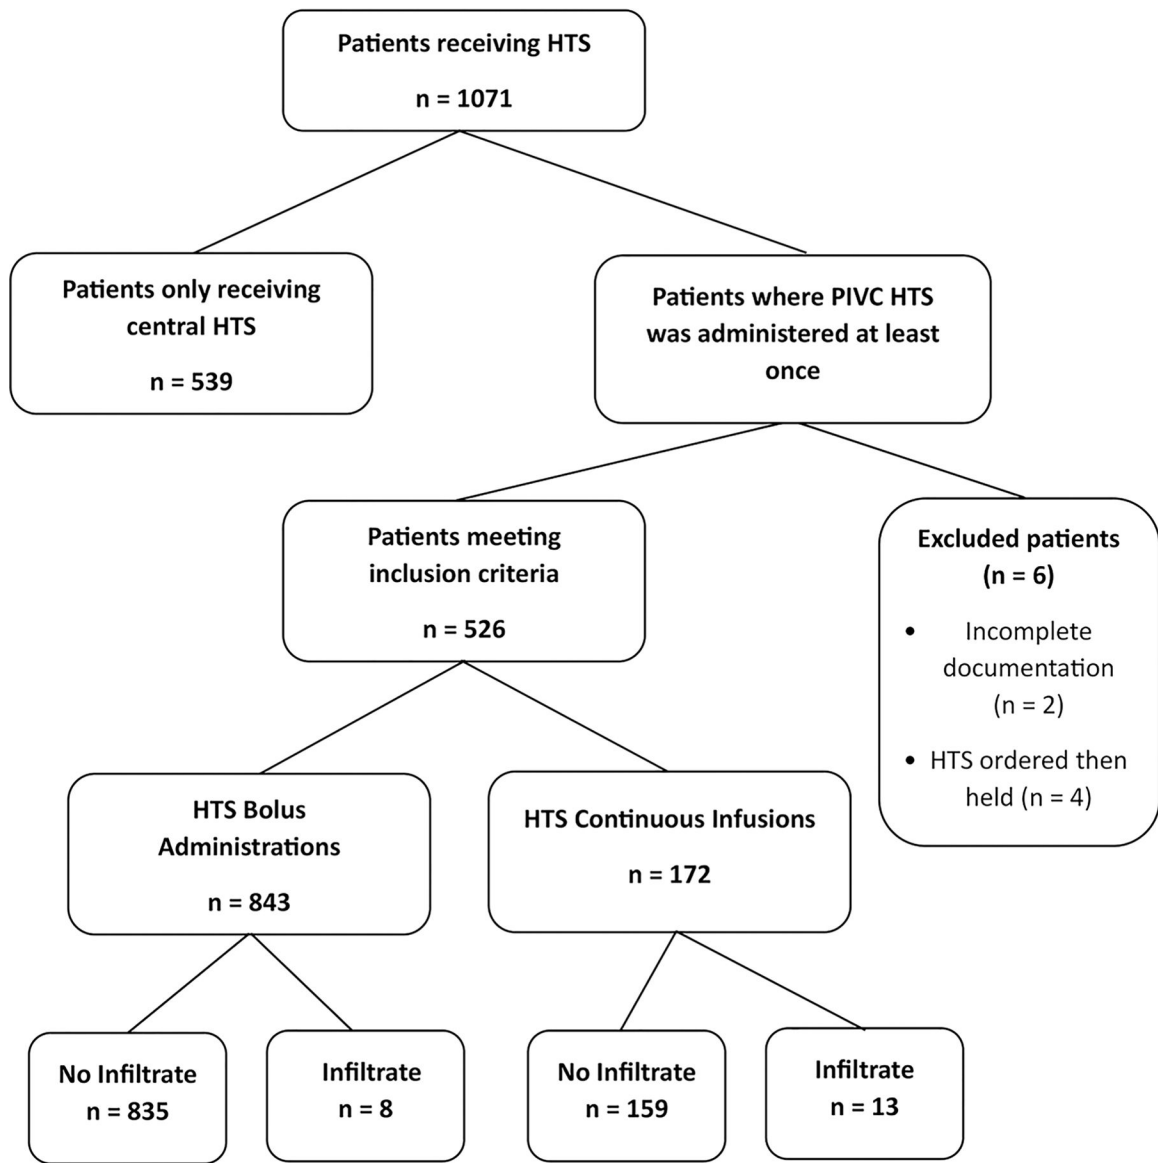 Patients receiving HTS
n = 1071
Patients only receiving
central HTS
n = 539
Patients where PIVC HTS
was administered at least
once
Patients meeting
inclusion criteria
n = 526
Excluded patients
(n = 6)
• Incomplete
documentation
(n = 2)
• HTS ordered then
held (n = 4)
HTS Bolus
Administrations
n = 843
HTS Continuous Infusions
n = 172
No Infiltrate
n = 835
Infiltrate
n = 8
No Infiltrate
n = 159
Infiltrate
n = 13